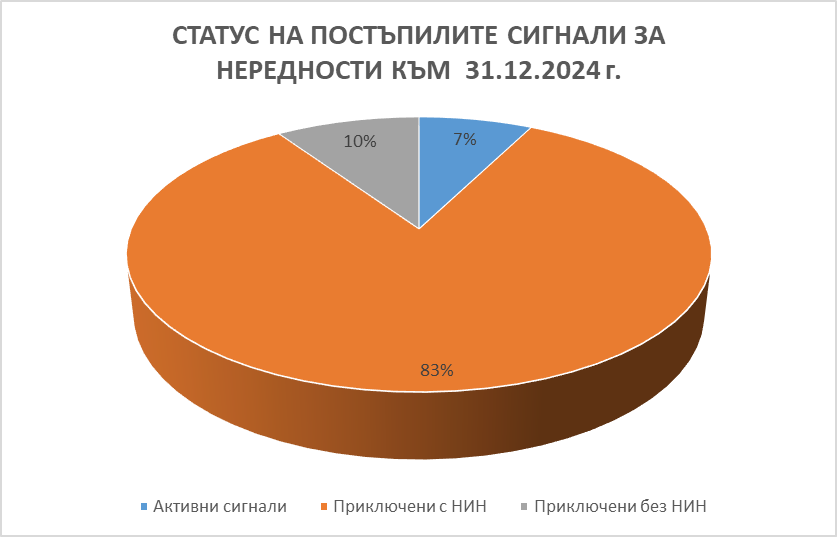 СТАТУС НА ПОСТЪПИЛИТЕ СИГНАЛИ ЗА
НЕРЕДНОСТИ КЪМ 31.12.2024 г.
10%
7%
83%
Активни сигнали
Приключени с НИН
Приключени без НИН